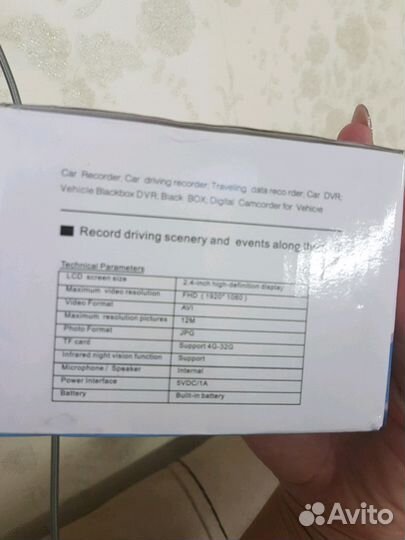 Car Recorder, Car driving recorder, Traveling data recorder, Car DVR,
Vehicle Blackbox DVR, Black BOX, Digital Camcorder for Vehicle
Record driving scenery and events along the
Technical Parameters
LCD screen size 2.4-inch high-definition display
Maximum video resolution FHD (1920*1080)
Video Format AVI
Maximum resolution pictures 12M
Photo Format JPG
TF card Support 4G-32G
Infrared night vision function Support
Microphone / Speaker Internal
Power Interface 5VDC/1A
Battery Built-in battery
Avito